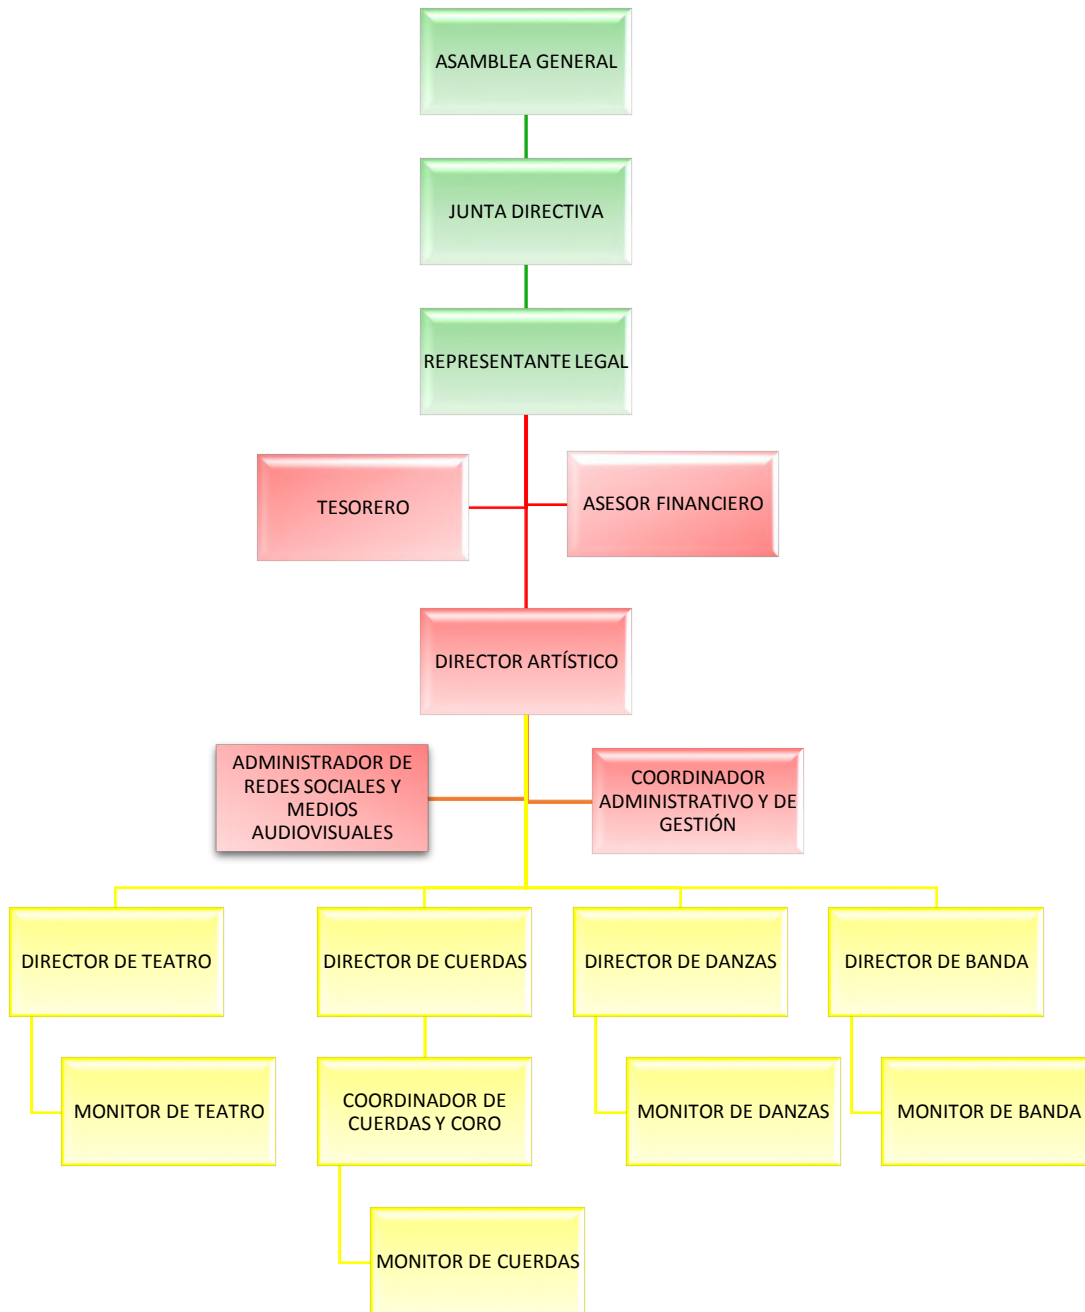 ASAMBLEA GENERAL
JUNTA DIRECTIVA
REPRESENTANTE LEGAL
TESORERO
ASESOR FINANCIERO
DIRECTOR ARTÍSTICO
ADMINISTRADOR DE
REDES SOCIALES Y
MEDIOS
AUDIOVISUALES
COORDINADOR
ADMINISTRATIVO Y DE
GESTIÓN
DIRECTOR DE TEATRO
DIRECTOR DE CUERDAS
DIRECTOR DE DANZAS
DIRECTOR DE BANDA
MONITOR DE TEATRO
COORDINADOR DE
CUERDAS Y CORO
MONITOR DE DANZAS
MONITOR DE BANDA
MONITOR DE CUERDAS